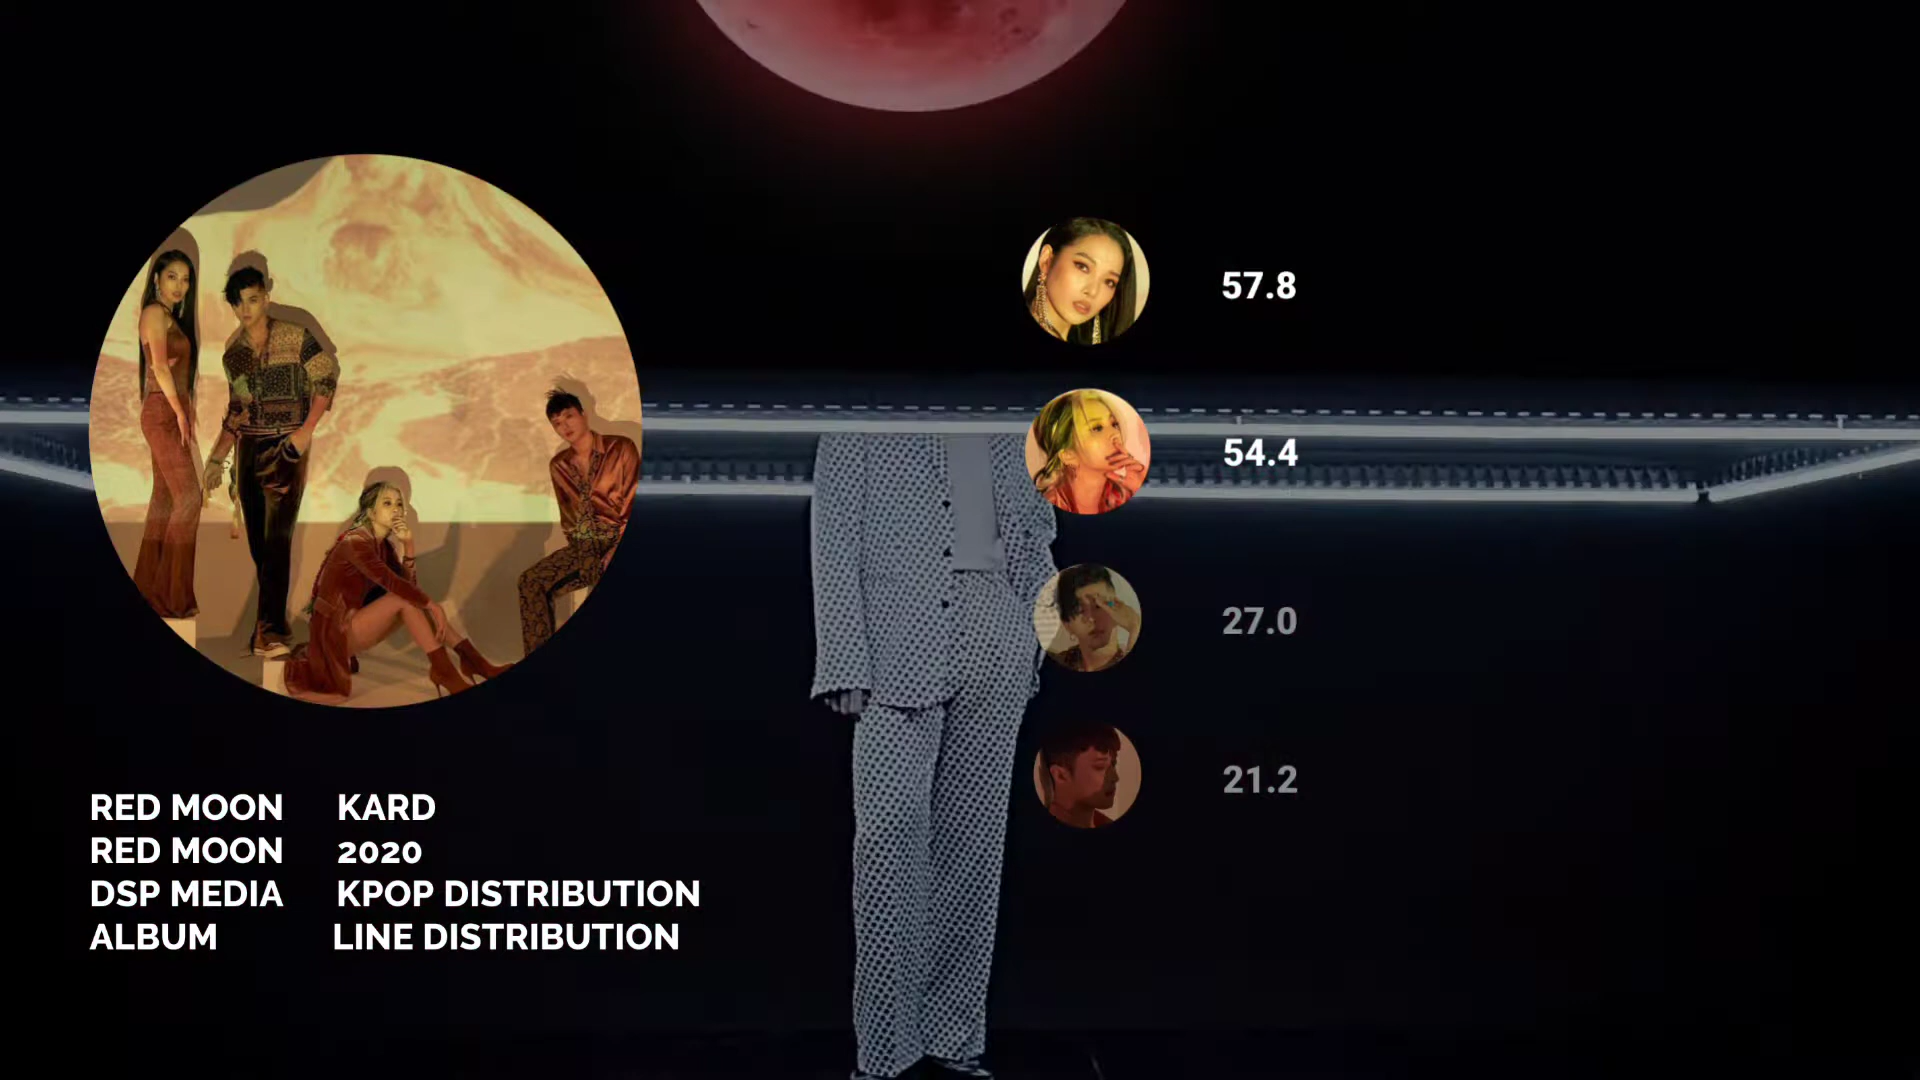 57.8
54.4
27.0
21.2
RED MOON KARD
RED MOON 2020
DSP MEDIA KPOP DISTRIBUTION
ALBUM LINE DISTRIBUTION